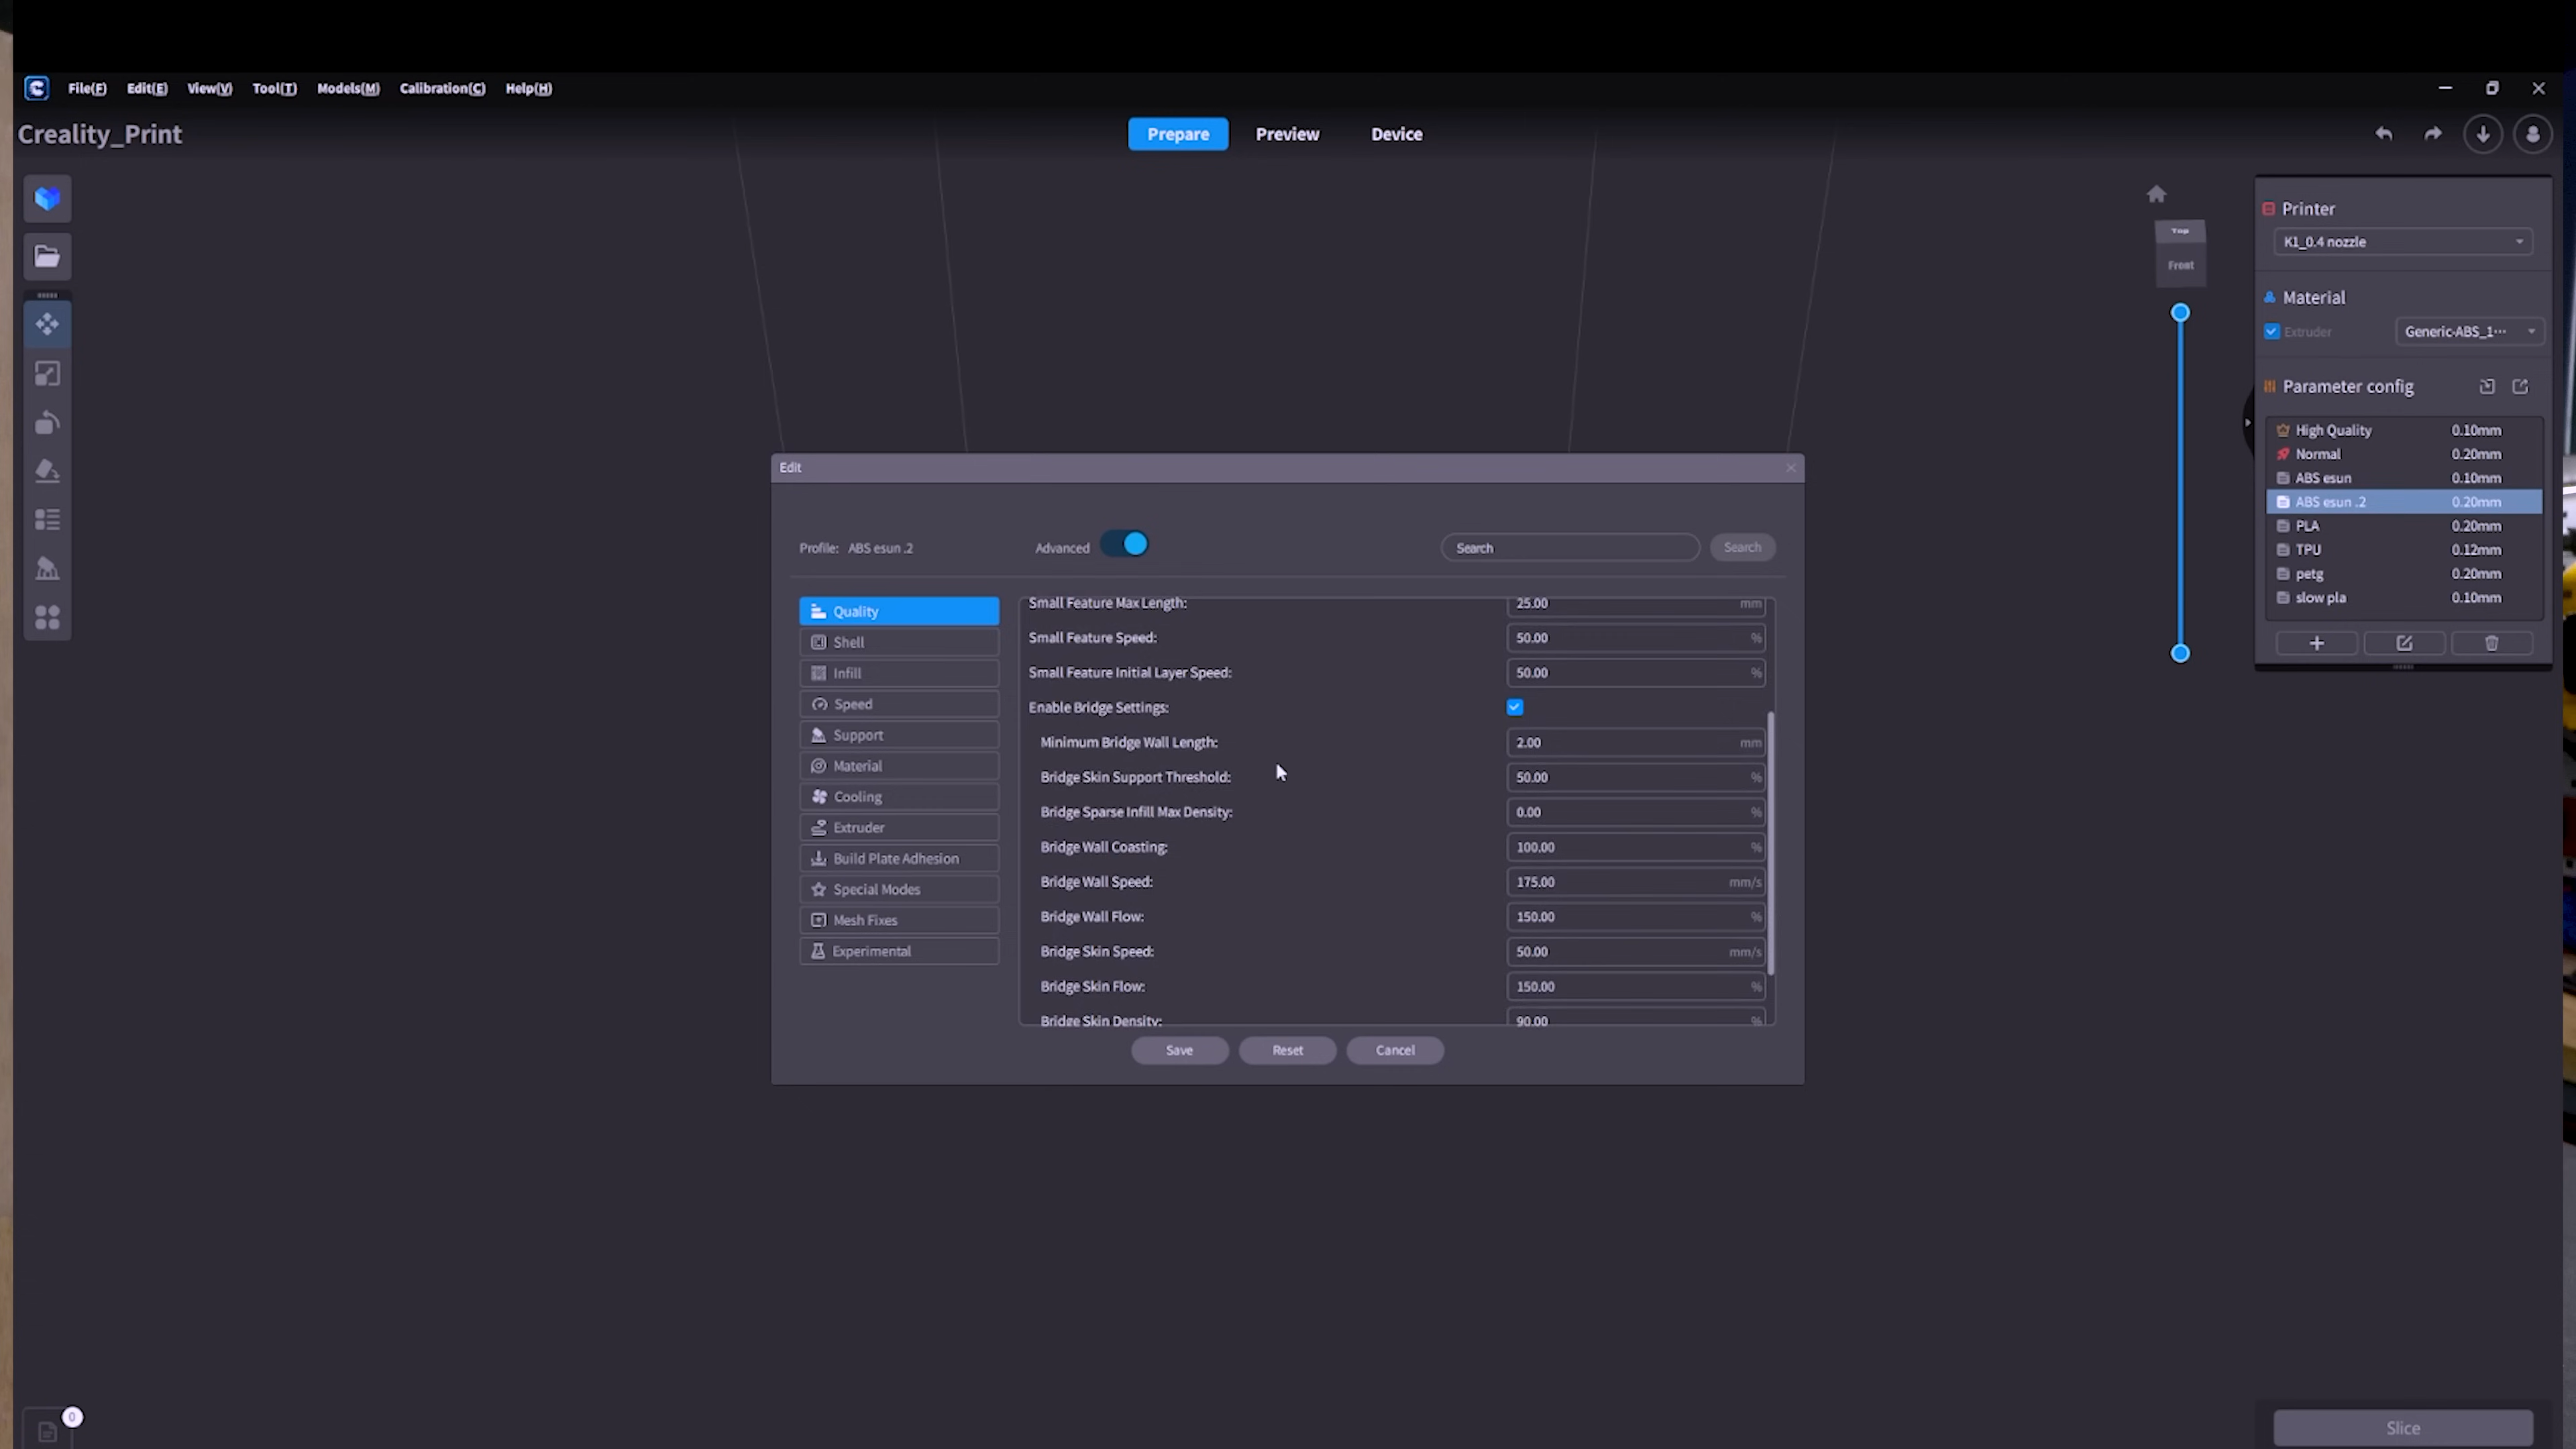 File(F) Edit(E) View(V) Tool(T) Models(M) Calibration(C) Help(H)
Creality_Print
Prepare Preview Device
Top
Front
Printer
K1_0.4 nozzle
Material
Extruder Generic-ABS_1···
Parameter config
High Quality 0.10mm
Normal 0.20mm
ABS esun 0.10mm
ABS esun .2 0.20mm
PLA 0.20mm
TPU 0.12mm
petg 0.20mm
slow pla 0.10mm
Edit
Profile: ABS esun .2 Advanced Search Search
Quality
Shell
Infill
Speed
Support
Material
Cooling
Extruder
Build Plate Adhesion
Special Modes
Mesh Fixes
Experimental
Small Feature Max Length: 25.00 mm
Small Feature Speed: 50.00 %
Small Feature Initial Layer Speed: 50.00 %
Enable Bridge Settings:
Minimum Bridge Wall Length: 2.00 mm
Bridge Skin Support Threshold: 50.00 %
Bridge Sparse Infill Max Density: 0.00 %
Bridge Wall Coasting: 100.00 %
Bridge Wall Speed: 175.00 mm/s
Bridge Wall Flow: 150.00 %
Bridge Skin Speed: 50.00 mm/s
Bridge Skin Flow: 150.00 %
Bridge Skin Density: 90.00 %
Save Reset Cancel
0
Slice